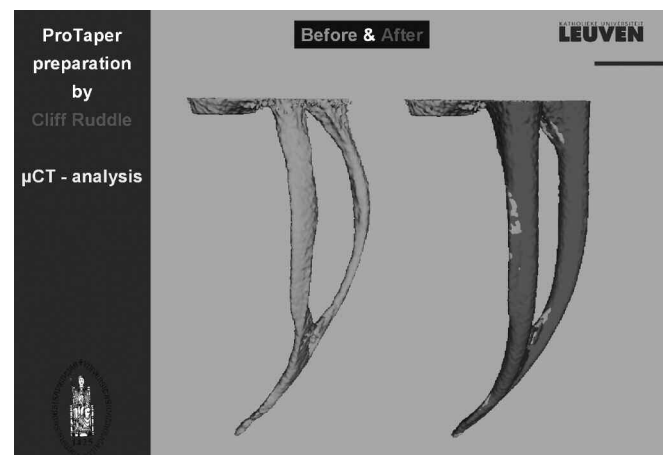 ProTaper
preparation
by
Cliff Ruddle
µCT - analysis
Before & After
KATHOLIEKE UNIVERSITEIT
LEUVEN